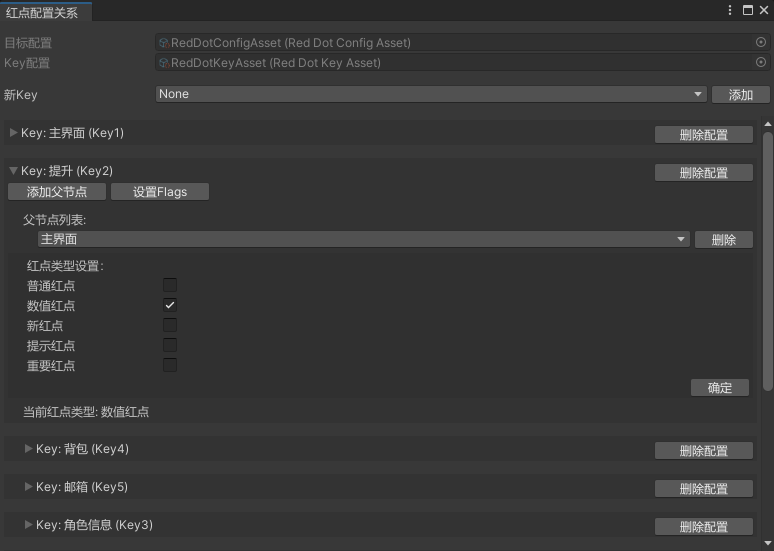 红点配置关系
目标配置 RedDotConfigAsset (Red Dot Config Asset)
Key配置 RedDotKeyAsset (Red Dot Key Asset)
新Key None 添加
Key: 主界面 (Key1) 删除配置
Key: 提升 (Key2) 删除配置
添加父节点 设置Flags
父节点列表:
主界面 删除
红点类型设置:
普通红点
数值红点
新红点
提示红点
重要红点
确定
当前红点类型: 数值红点
Key: 背包 (Key4) 删除配置
Key: 邮箱 (Key5) 删除配置
Key: 角色信息 (Key3) 删除配置